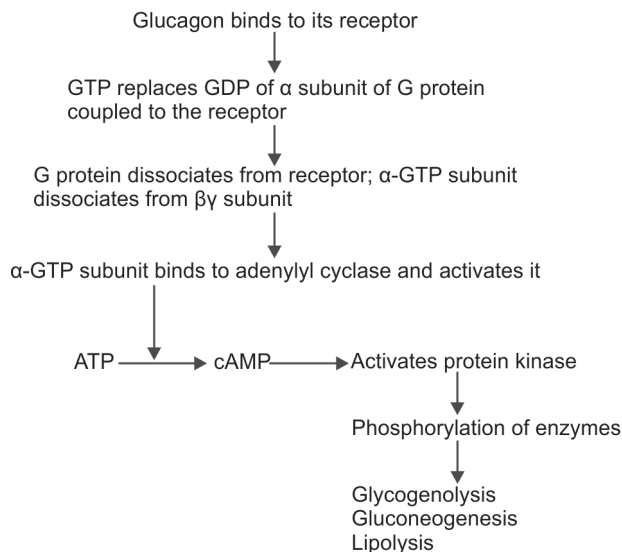 Glucagon binds to its receptor
GTP replaces GDP of α subunit of G protein
coupled to the receptor
G protein dissociates from receptor; α-GTP subunit
dissociates from βγ subunit
α-GTP subunit binds to adenylyl cyclase and activates it
ATP cAMP Activates protein kinase
Phosphorylation of enzymes
Glycogenolysis
Gluconeogenesis
Lipolysis